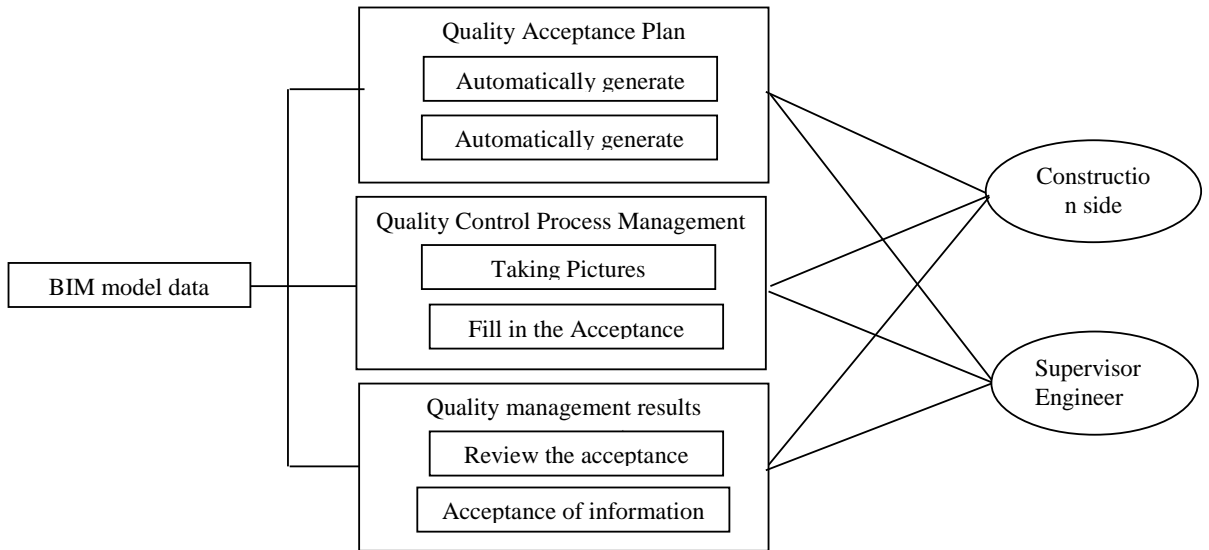 Quality Acceptance Plan
Automatically generate
Automatically generate
Quality Control Process Management
Taking Pictures
Fill in the Acceptance
Quality management results
Review the acceptance
Acceptance of information
BIM model data
Constructio
n side
Supervisor
Engineer